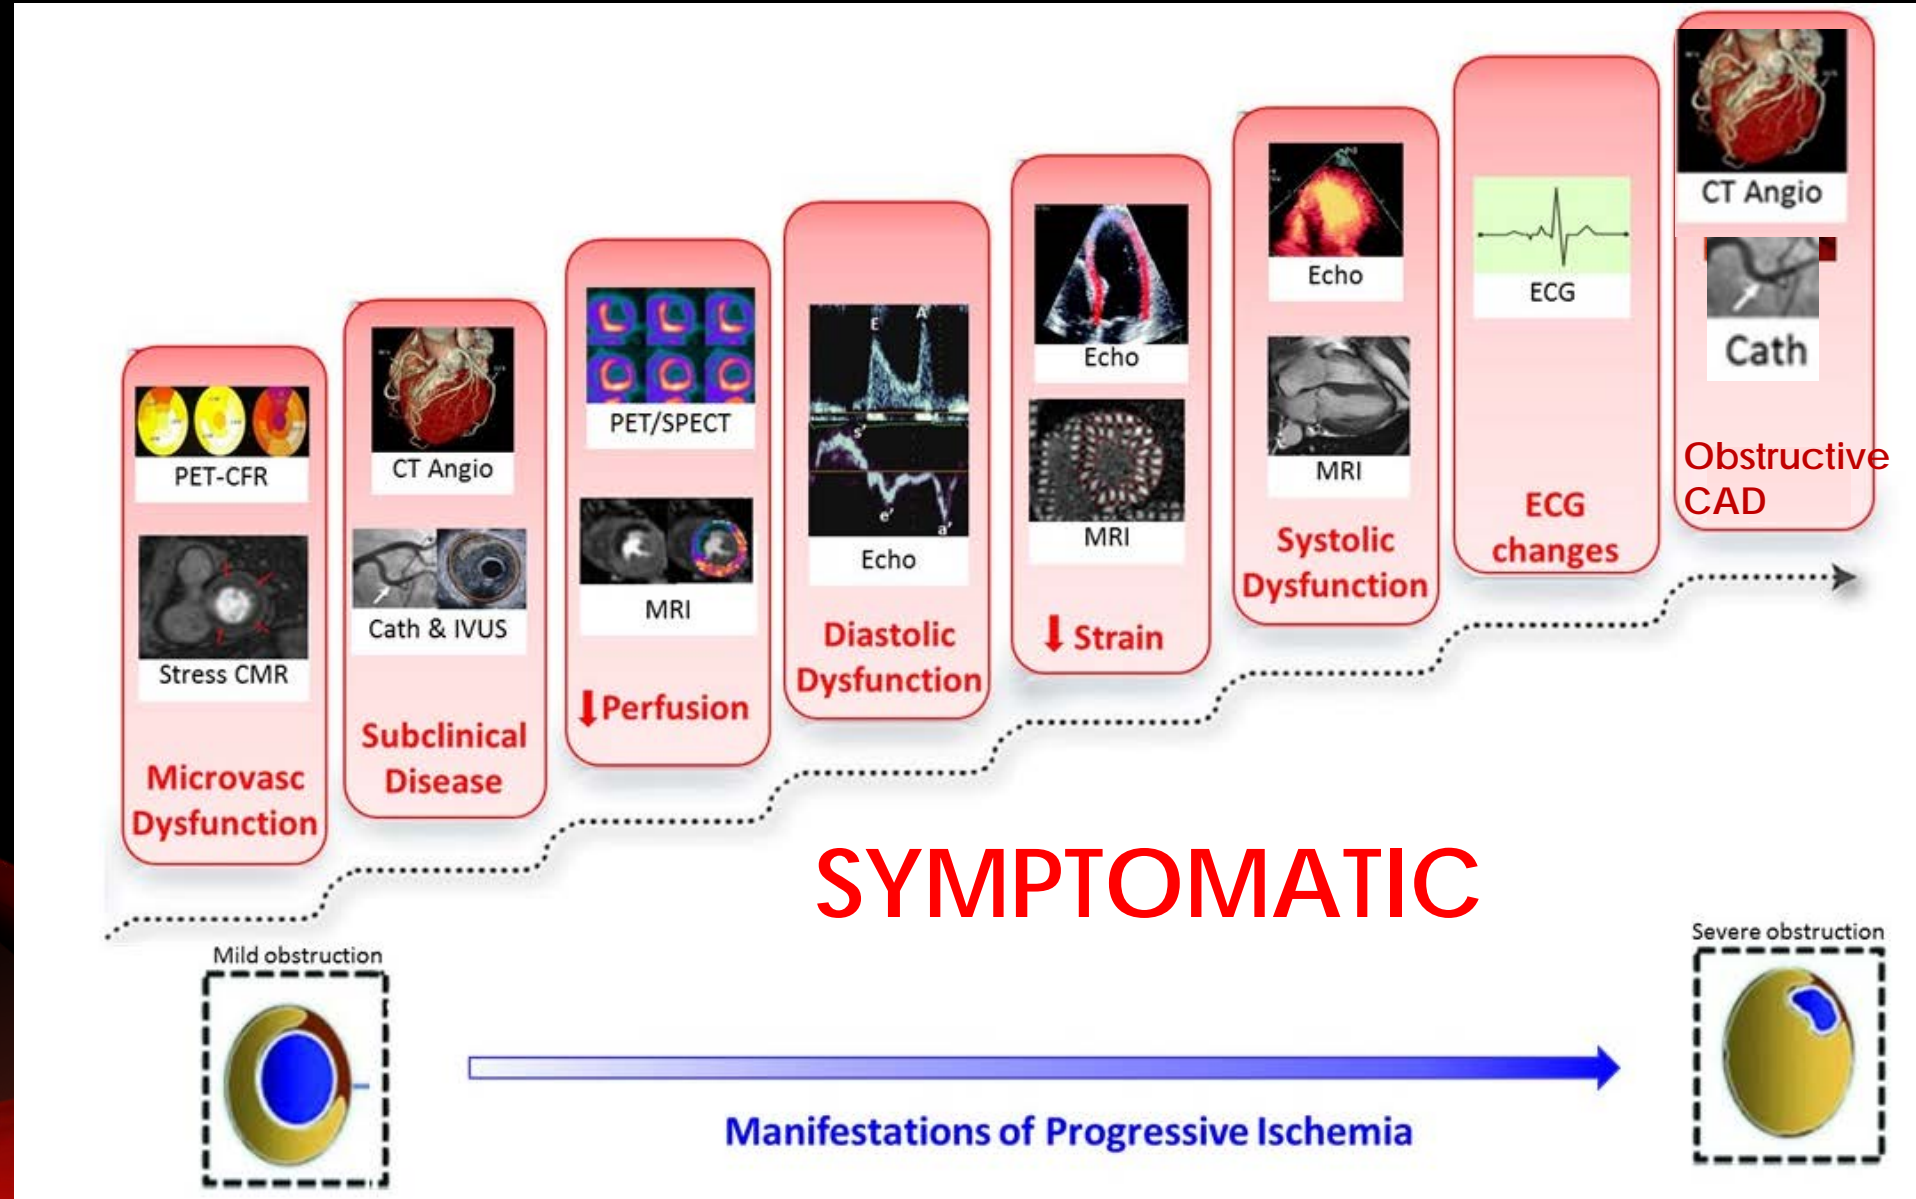 PET-CFR
Stress CMR
Microvasc
Dysfunction
CT Angio
Cath & IVUS
Subclinical
Disease
PET/SPECT
MRI
Perfusion
E
A
s'
e'
a'
Echo
Diastolic
Dysfunction
Echo
MRI
Strain
Echo
MRI
Systolic
Dysfunction
ECG
ECG
changes
CT Angio
Cath
Obstructive
CAD
SYMPTOMATIC
Mild obstruction
Severe obstruction
Manifestations of Progressive Ischemia